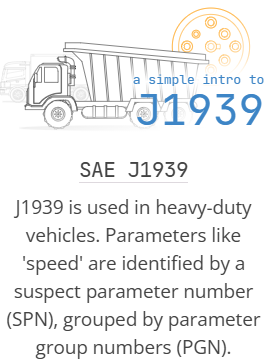 a simple intro to
J1939
SAE J1939
J1939 is used in heavy-duty
vehicles. Parameters like
'speed' are identified by a
suspect parameter number
(SPN), grouped by parameter
group numbers (PGN).